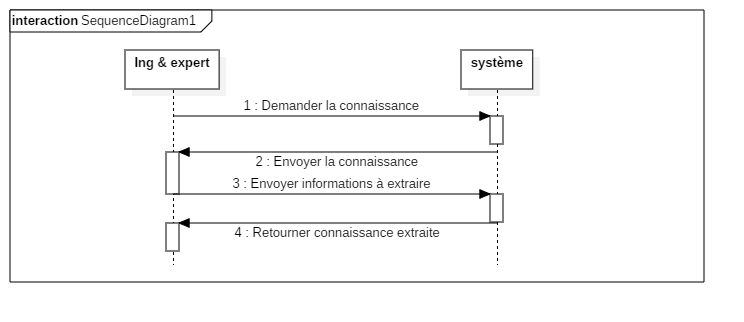 interaction SequenceDiagram1
Ing & expert
système
1 : Demander la connaissance
2 : Envoyer la connaissance
3 : Envoyer informations à extraire
4 : Retourner connaissance extraite